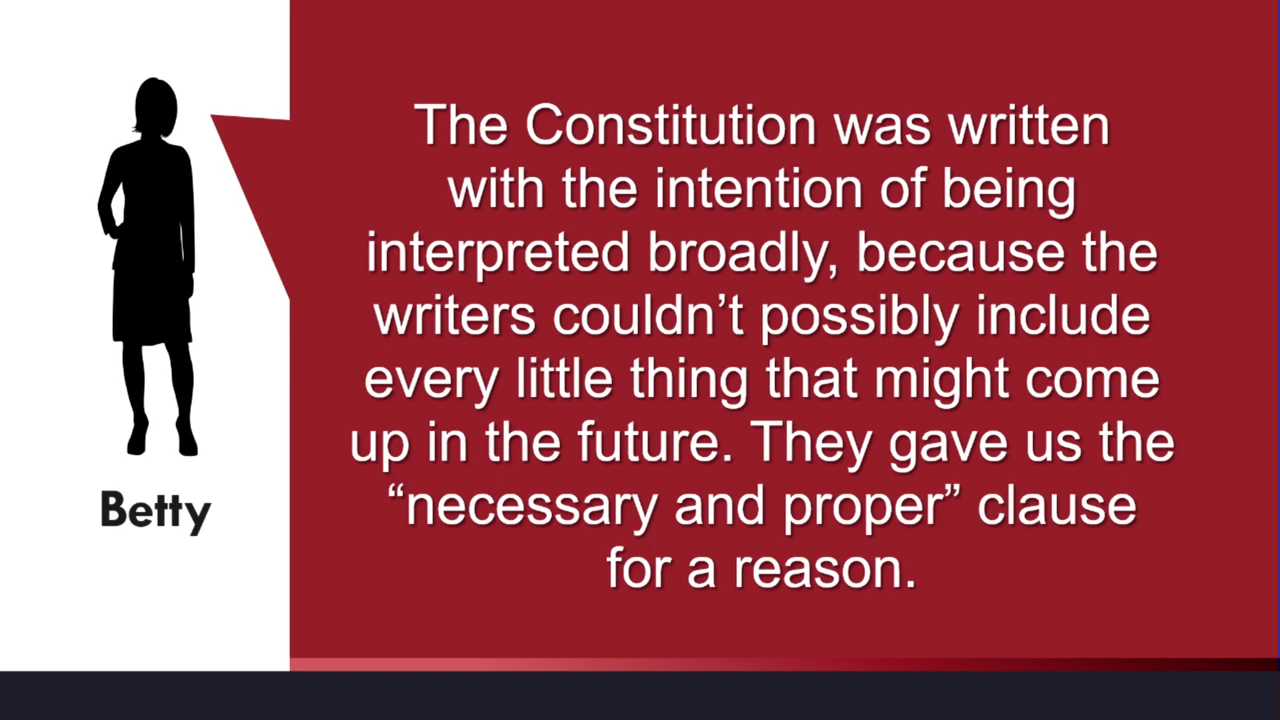 The Constitution was written
with the intention of being
interpreted broadly, because the
writers couldn’t possibly include
every little thing that might come
up in the future. They gave us the
“necessary and proper” clause
for a reason.
Betty